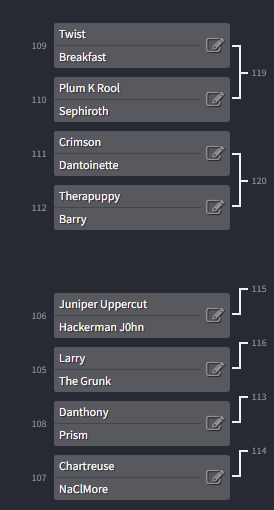 Twist
109
119
Breakfast
Plum K Rool
110
Sephiroth
Crimson
111
Dantoinette
120
Therapuppy
112
Barry
115
Juniper Uppercut
106
Hackerman J0hn
116
Larry
105
The Grunk
113
Danthony
108
Prism
114
Chartreuse
107
NaClMore